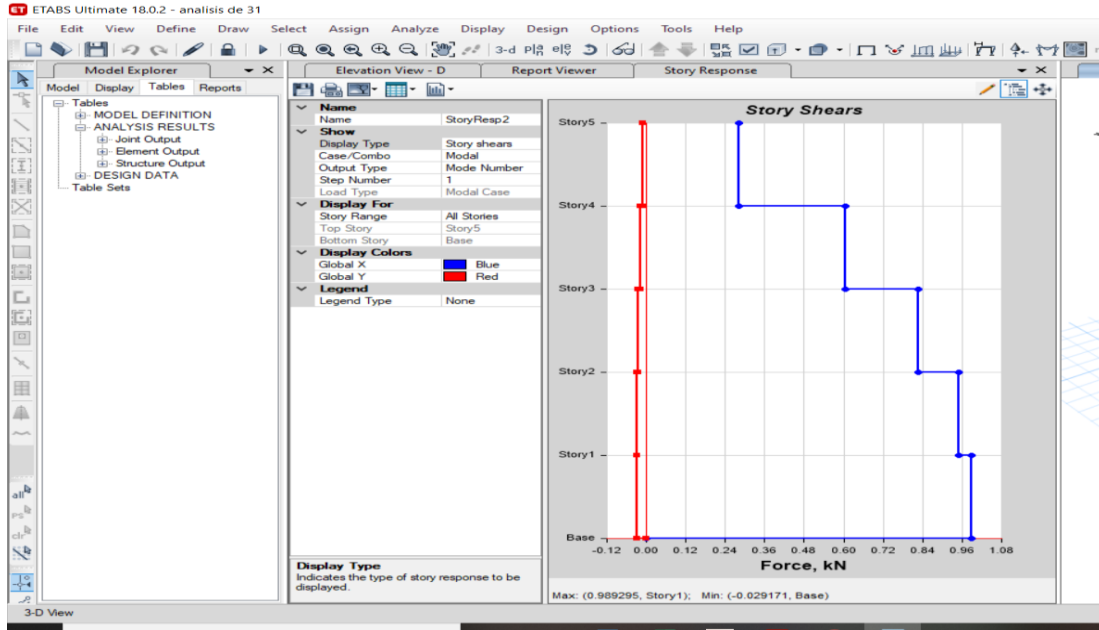 ET ETABS Ultimate 18.0.2 - analisis de 31
File Edit View Define Draw Select Assign Analyze Display Design Options Tools Help
3-d
Model Explorer
Model Display Tables Reports
Tables
MODEL DEFINITION
ANALYSIS RESULTS
Joint Output
Element Output
Structure Output
DESIGN DATA
Table Sets
all
ps
clr
Elevation View - D Report Viewer Story Response
Name
Name StoryResp2
Show
Display Type Story shears
Case/Combo Modal
Output Type Mode Number
Step Number 1
Load Type Modal Case
Display For
Story Range All Stories
Top Story Story5
Bottom Story Base
Display Colors
Global X Blue
Global Y Red
Legend
Legend Type None
Display Type
Indicates the type of story response to be
displayed.
Story Shears
Story5
Story4
Story3
Story2
Story1
Base
-0.12 0.00 0.12 0.24 0.36 0.48 0.60 0.72 0.84 0.96 1.08
Force, kN
Max: (0.989295, Story1); Min: (-0.029171, Base)
3-D View